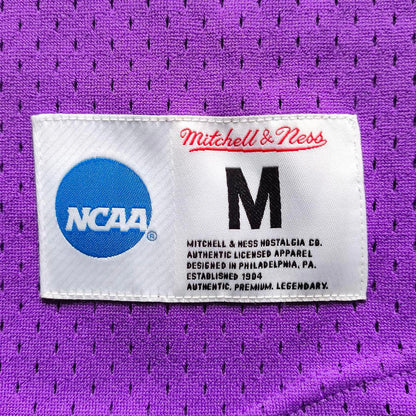 NCAA®
Mitchell & Ness
M
MITCHELL & NESS NOSTALGIA CO.
AUTHENTIC LICENSED APPAREL
DESIGNED IN PHILADELPHIA, PA.
ESTABLISHED 1904
AUTHENTIC. PREMIUM. LEGENDARY.